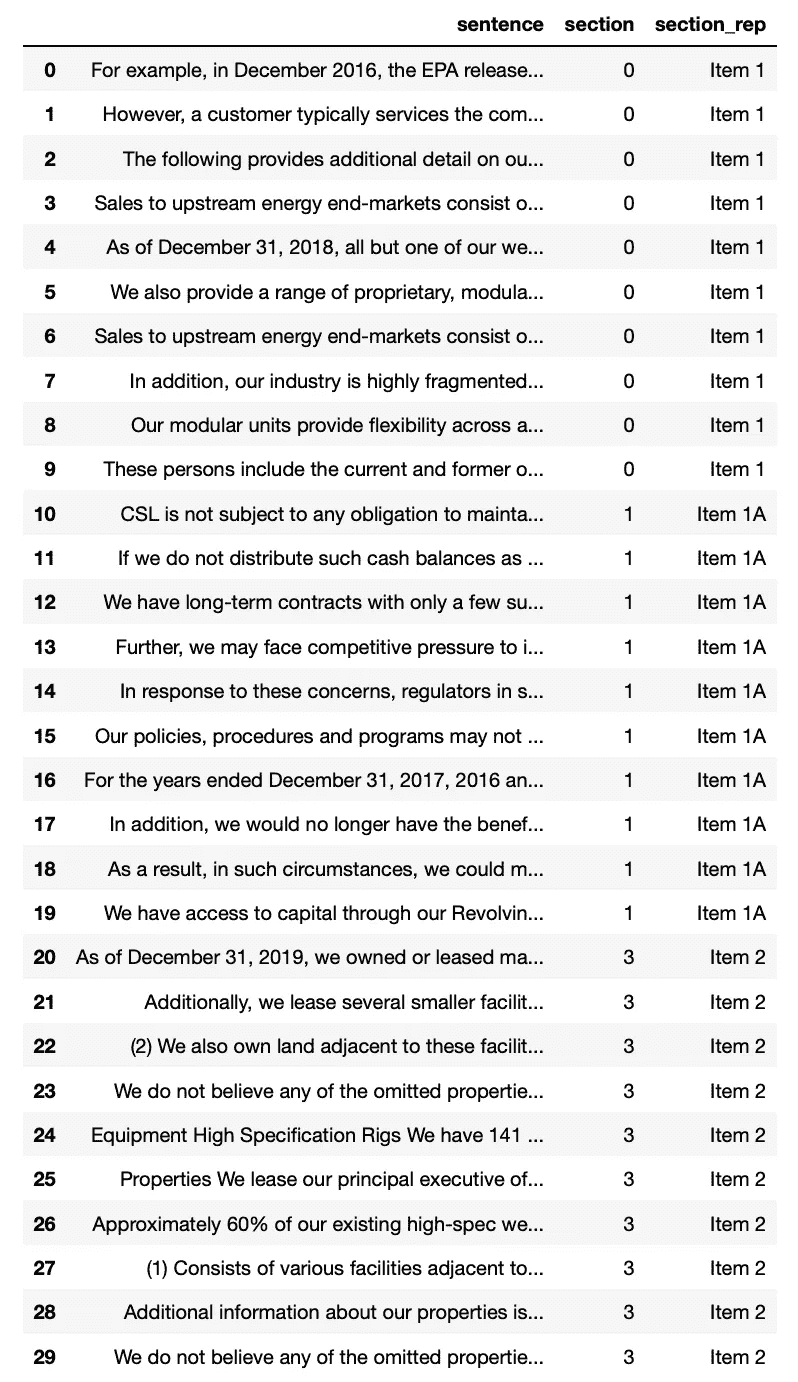 sentence section section_rep
0 For example, in December 2016, the EPA release... 0 Item 1
1 However, a customer typically services the com... 0 Item 1
2 The following provides additional detail on ou... 0 Item 1
3 Sales to upstream energy end-markets consist o... 0 Item 1
4 As of December 31, 2018, all but one of our we... 0 Item 1
5 We also provide a range of proprietary, modula... 0 Item 1
6 Sales to upstream energy end-markets consist o... 0 Item 1
7 In addition, our industry is highly fragmented... 0 Item 1
8 Our modular units provide flexibility across a... 0 Item 1
9 These persons include the current and former o... 0 Item 1
10 CSL is not subject to any obligation to mainta... 1 Item 1A
11 If we do not distribute such cash balances as ... 1 Item 1A
12 We have long-term contracts with only a few su... 1 Item 1A
13 Further, we may face competitive pressure to i... 1 Item 1A
14 In response to these concerns, regulators in s... 1 Item 1A
15 Our policies, procedures and programs may not ... 1 Item 1A
16 For the years ended December 31, 2017, 2016 an... 1 Item 1A
17 In addition, we would no longer have the benef... 1 Item 1A
18 As a result, in such circumstances, we could m... 1 Item 1A
19 We have access to capital through our Revolvin... 1 Item 1A
20 As of December 31, 2019, we owned or leased ma... 3 Item 2
21 Additionally, we lease several smaller facilit... 3 Item 2
22 (2) We also own land adjacent to these facilit... 3 Item 2
23 We do not believe any of the omitted propertie... 3 Item 2
24 Equipment High Specification Rigs We have 141 ... 3 Item 2
25 Properties We lease our principal executive of... 3 Item 2
26 Approximately 60% of our existing high-spec we... 3 Item 2
27 (1) Consists of various facilities adjacent to... 3 Item 2
28 Additional information about our properties is... 3 Item 2
29 We do not believe any of the omitted propertie... 3 Item 2